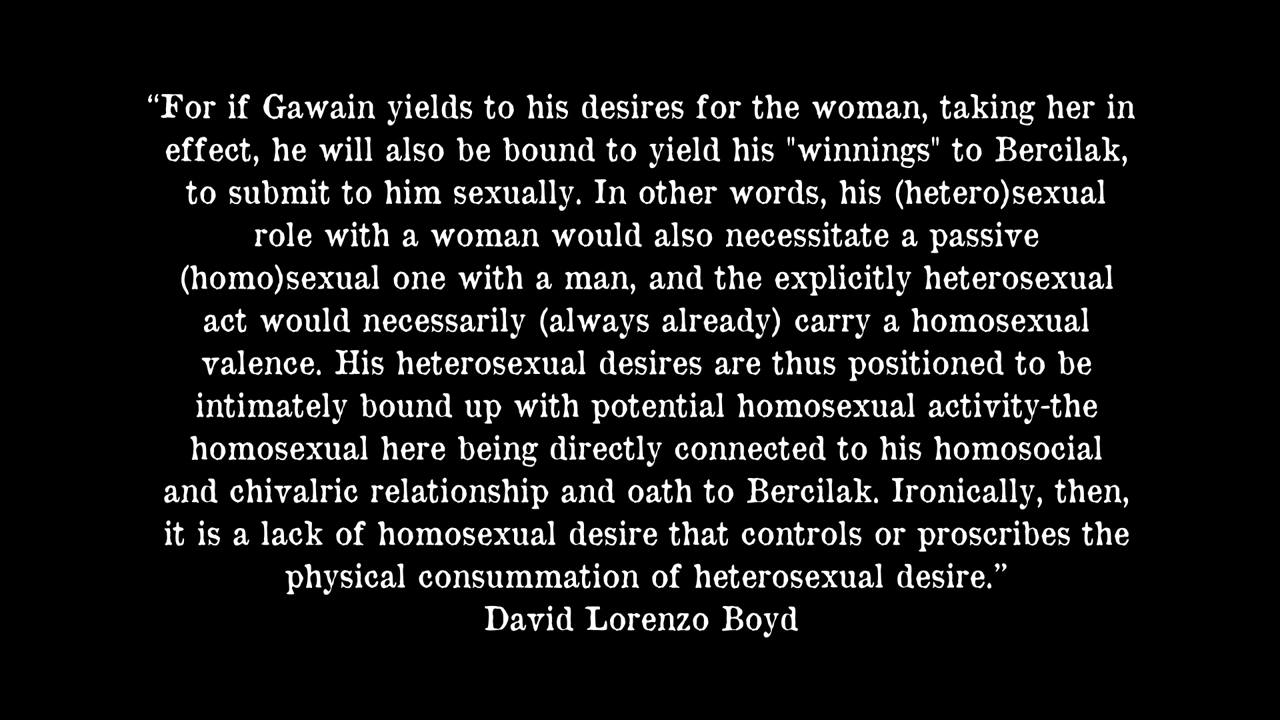 “For if Gawain yields to his desires for the woman, taking her in
effect, he will also be bound to yield his "winnings" to Bercilak,
to submit to him sexually. In other words, his (hetero)sexual
role with a woman would also necessitate a passive
(homo)sexual one with a man, and the explicitly heterosexual
act would necessarily (always already) carry a homosexual
valence. His heterosexual desires are thus positioned to be
intimately bound up with potential homosexual activity-the
homosexual here being directly connected to his homosocial
and chivalric relationship and oath to Bercilak. Ironically, then,
it is a lack of homosexual desire that controls or proscribes the
physical consummation of heterosexual desire.”
David Lorenzo Boyd